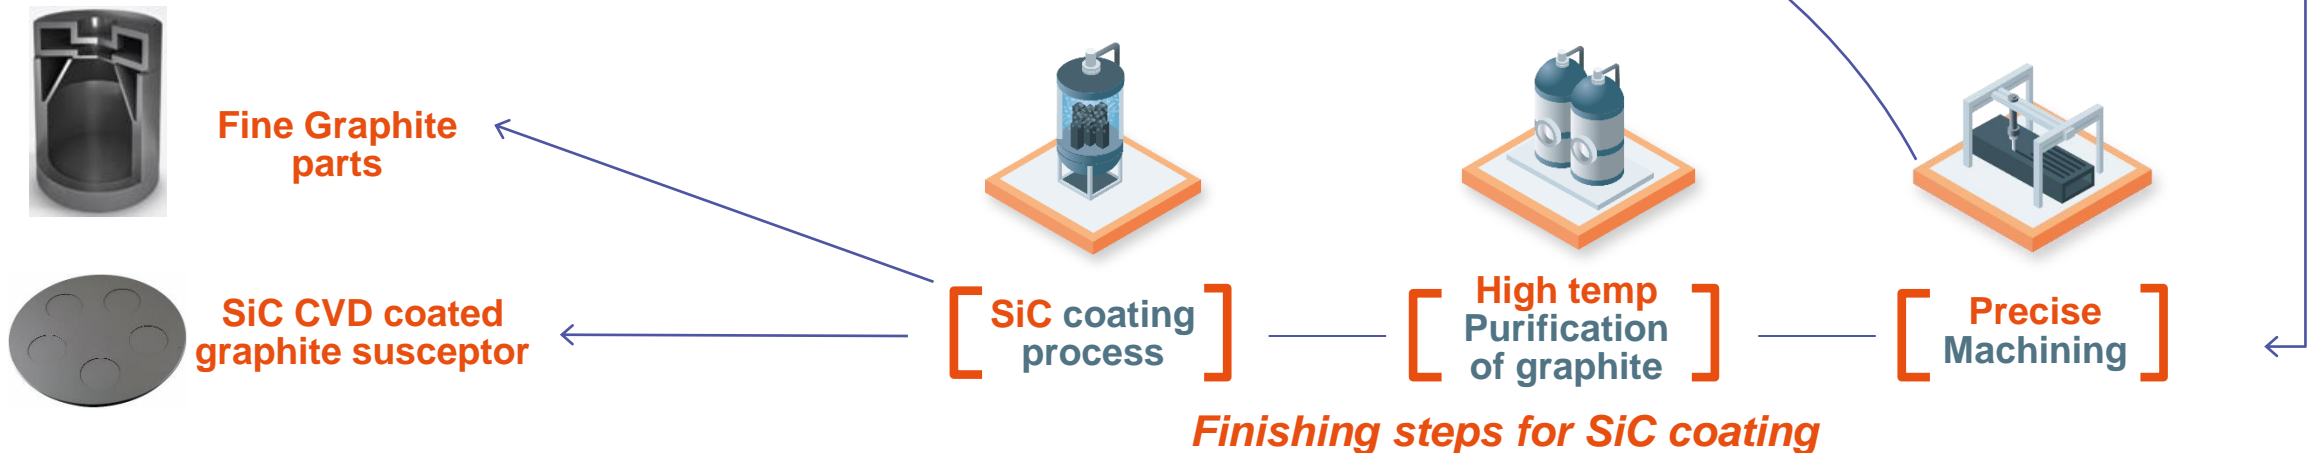 Fine Graphite
parts
SiC CVD coated
graphite susceptor
SiC coating
process
High temp
Purification
of graphite
Precise
Machining
Finishing steps for SiC coating